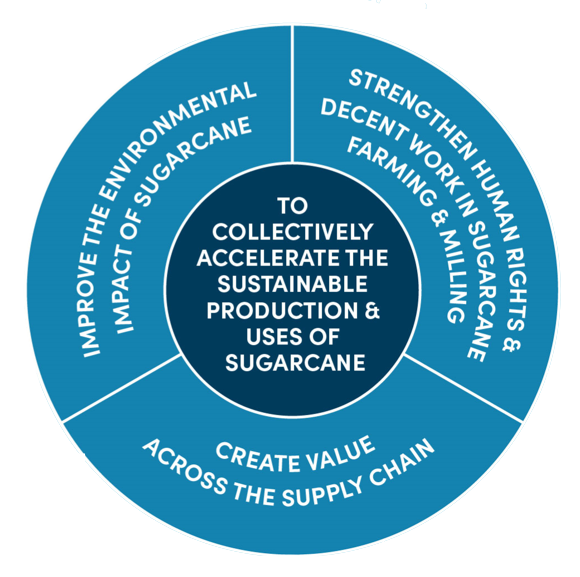 IMPROVE THE ENVIRONMENTAL
IMPACT OF SUGARCANE
STRENGTHEN HUMAN RIGHTS &
DECENT WORK IN SUGARCANE
FARMING & MILLING
TO
COLLECTIVELY
ACCELERATE THE
SUSTAINABLE
PRODUCTION &
USES OF
SUGARCANE
CREATE VALUE
ACROSS THE SUPPLY CHAIN